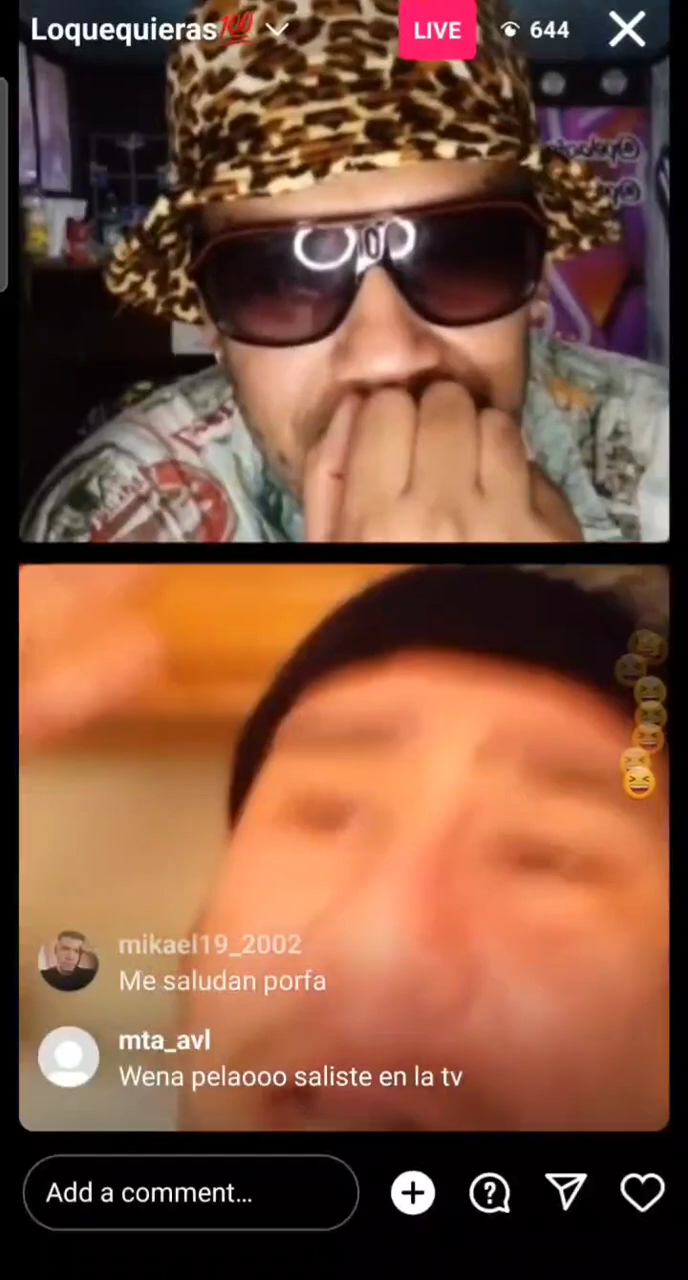 Loquequieras💯
LIVE
644
mikael19_2002
Me saludan porfa
mta_avl
Wena pelaooo saliste en la tv
Add a comment...